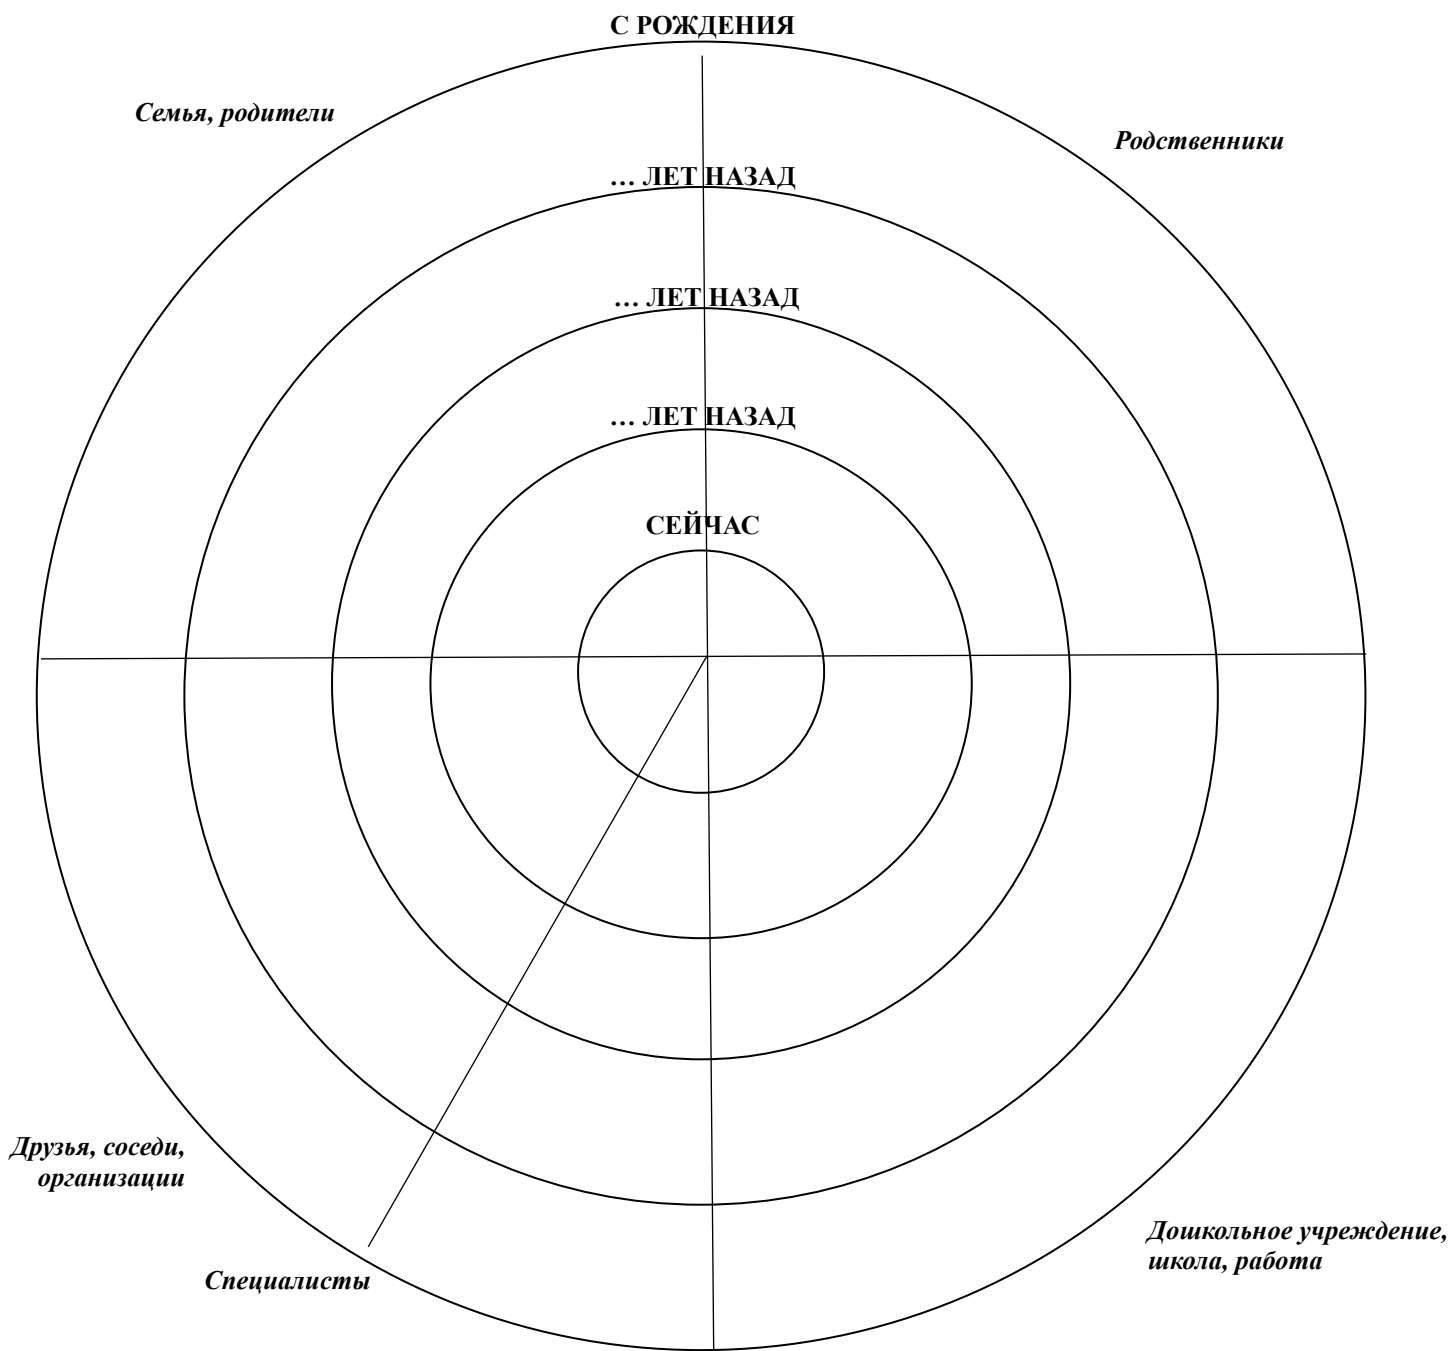 С РОЖДЕНИЯ
Семья, родители
Родственники
… ЛЕТ НАЗАД
… ЛЕТ НАЗАД
… ЛЕТ НАЗАД
СЕЙЧАС
Друзья, соседи,
организации
Специалисты
Дошкольное учреждение,
школа, работа